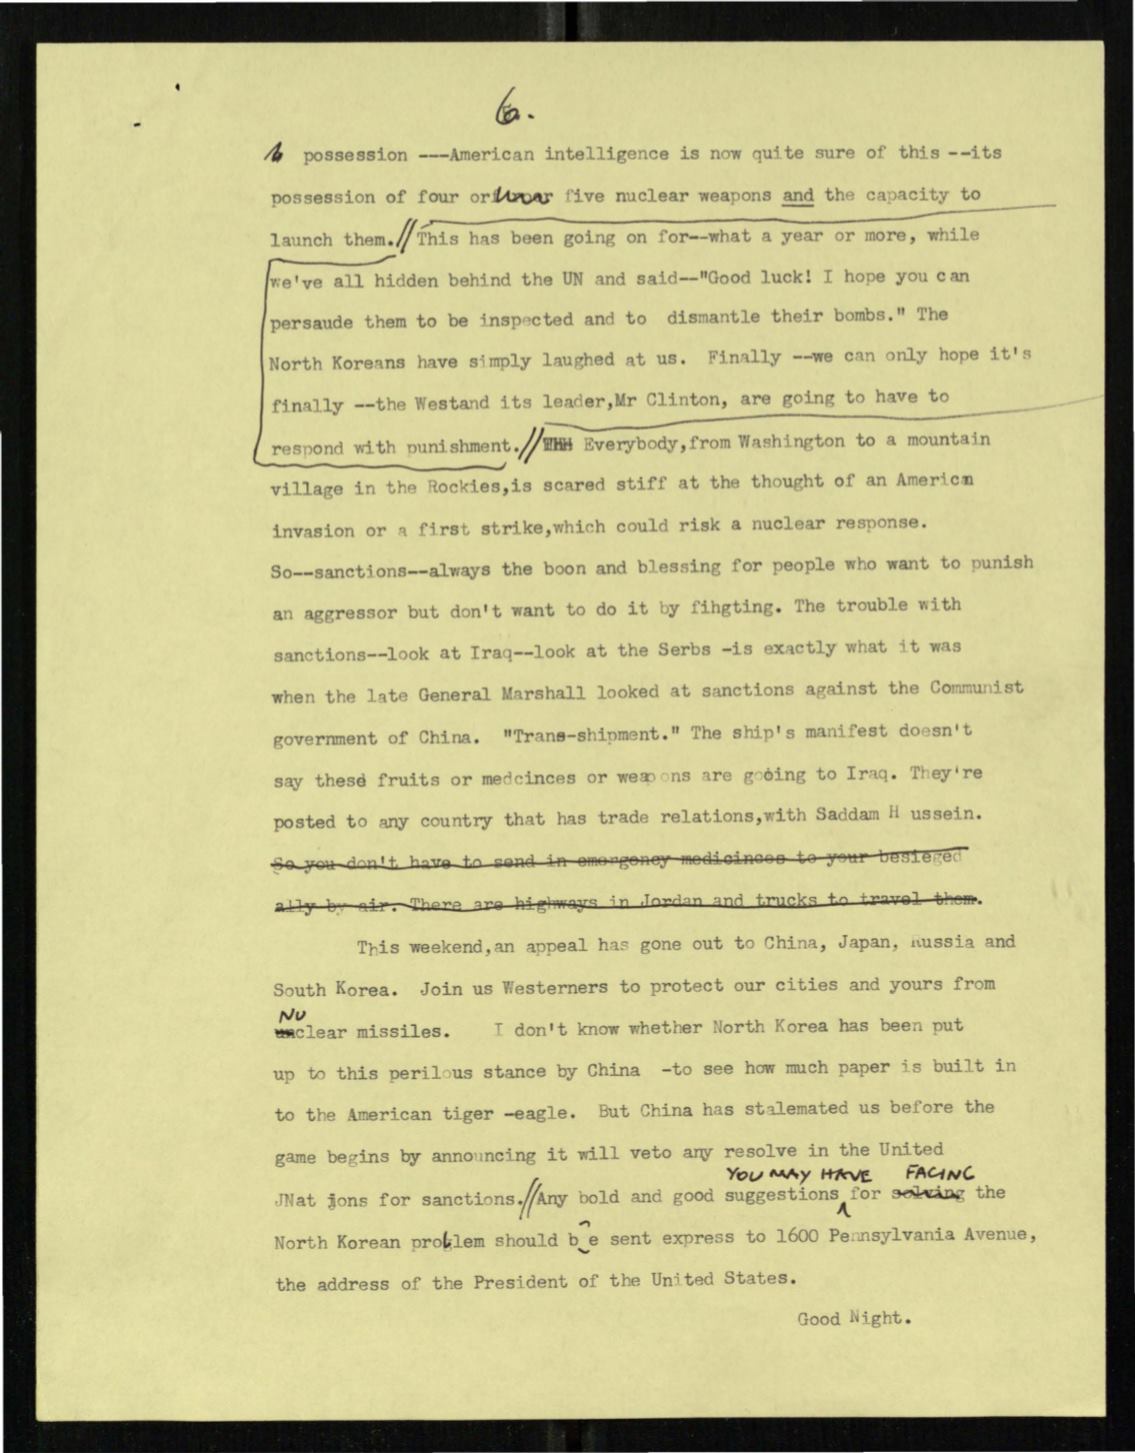 6.
possession ---American intelligence is now quite sure of this --its
possession of four or five nuclear weapons and the capacity to
launch them.//This has been going on for--what a year or more, while
we've all hidden behind the UN and said--"Good luck! I hope you can
persaude them to be inspected and to dismantle their bombs." The
North Koreans have simply laughed at us. Finally --we can only hope it's
finally --the Westand its leader,Mr Clinton, are going to have to
respond with punishment.// Everybody,from Washington to a mountain
village in the Rockies,is scared stiff at the thought of an American
invasion or a first strike,which could risk a nuclear response.
So--sanctions--always the boon and blessing for people who want to punish
an aggressor but don't want to do it by fihgting. The trouble with
sanctions--look at Iraq--look at the Serbs -is exactly what it was
when the late General Marshall looked at sanctions against the Communist
government of China. "Trans-shipment." The ship's manifest doesn't
say these fruits or medcinces or weapons are gooing to Iraq. They're
posted to any country that has trade relations,with Saddam H ussein.
So you don't have to send in emergency medicinces to your besieged
ally by air. There are highways in Jordan and trucks to travel them.
This weekend,an appeal has gone out to China, Japan, Russia and
South Korea. Join us Westerners to protect our cities and yours from
NU
unclear missiles. I don't know whether North Korea has been put
up to this perilous stance by China -to see how much paper is built in
to the American tiger -eagle. But China has stalemated us before the
game begins by announcing it will veto any resolve in the United
YOU MAY HAVE FACING
JNat ions for sanctions.//Any bold and good suggestions for solving the
North Korean problem should b e sent express to 1600 Pennsylvania Avenue,
the address of the President of the United States.
Good Night.